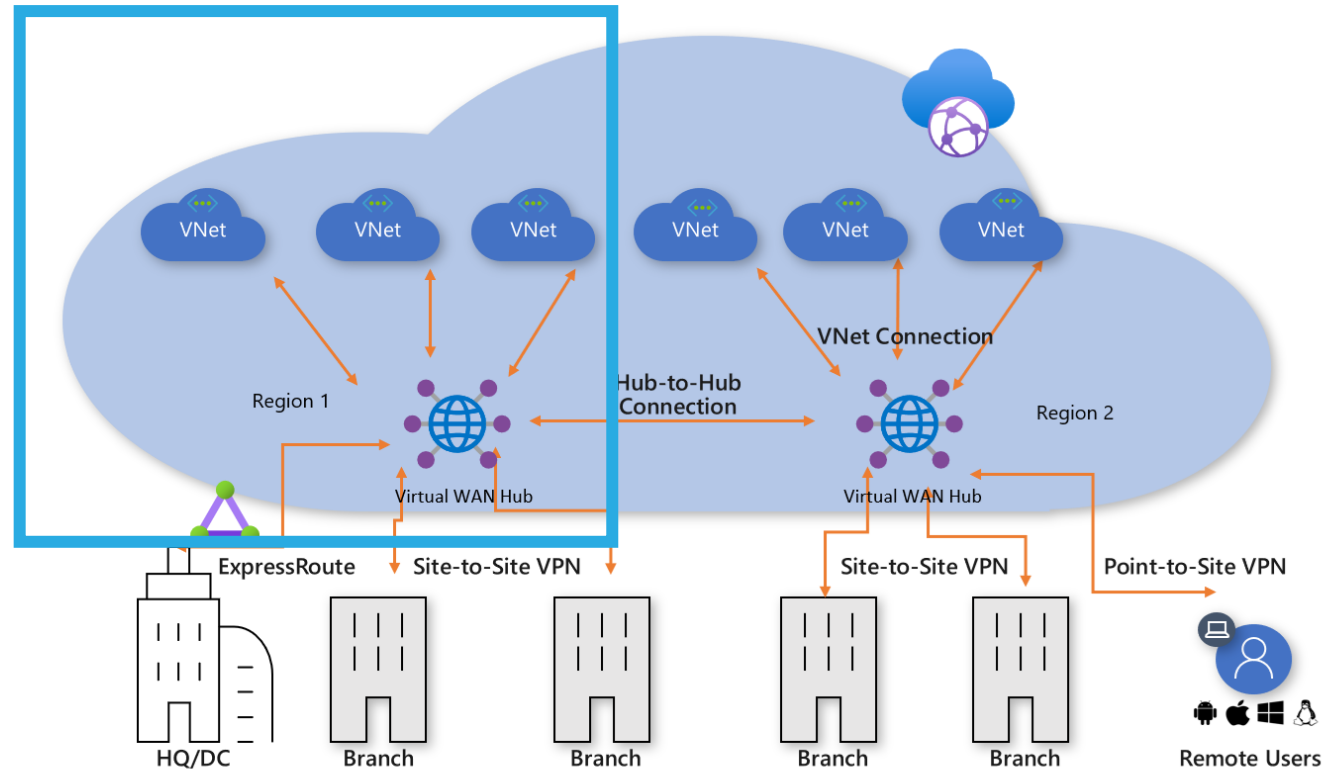 VNet
VNet
VNet
VNet
VNet
VNet
VNet Connection
Hub-to-Hub
Connection
Region 1
Region 2
Virtual WAN Hub
Virtual WAN Hub
ExpressRoute
Site-to-Site VPN
Site-to-Site VPN
Point-to-Site VPN
HQ/DC
Branch
Branch
Branch
Branch
Remote Users